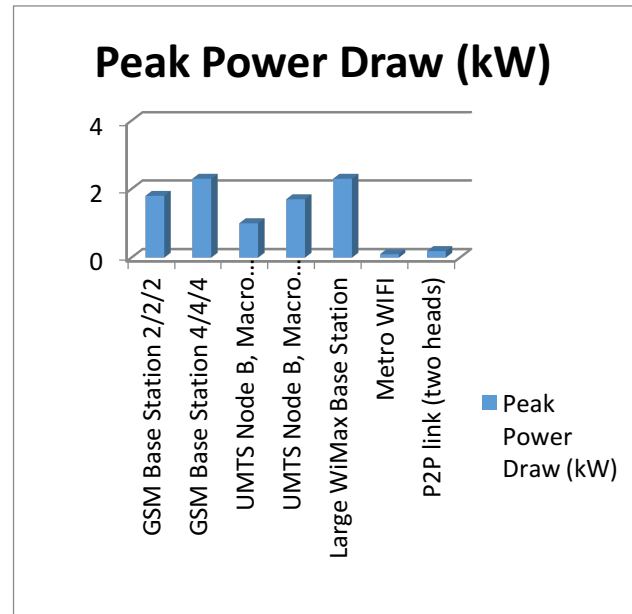 Peak Power Draw (kW)
4
2
0
GSM Base Station 2/2/2
GSM Base Station 4/4/4
UMTS Node B, Macro...
UMTS Node B, Macro...
Large WiMax Base Station
Metro WIFI
P2P link (two heads)
Peak
Power
Draw (kW)